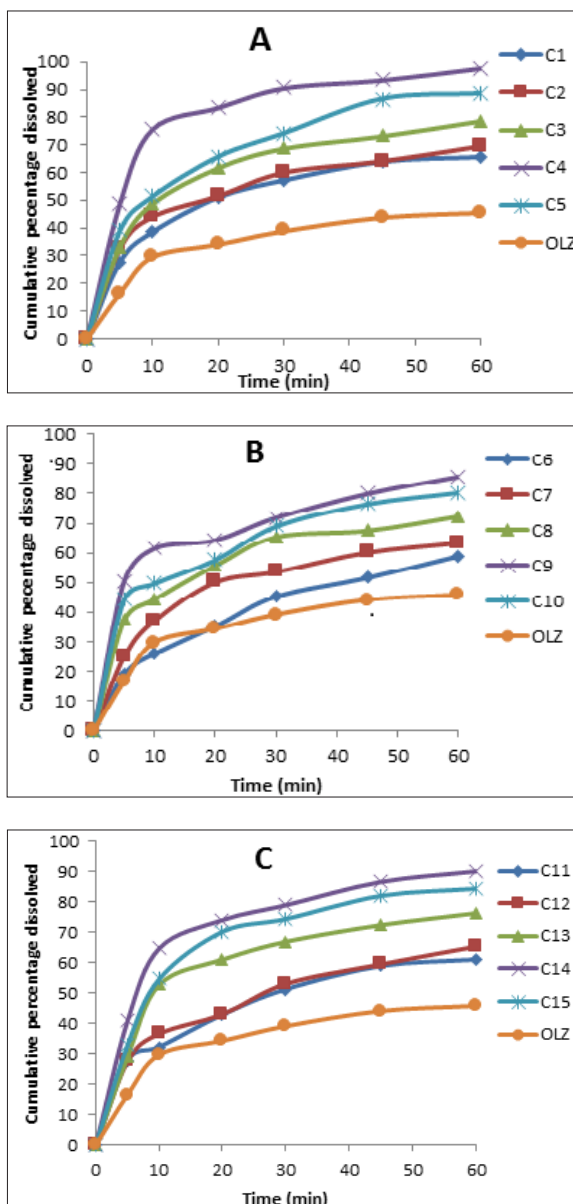 A
Cumulative pecentage dissolved
100
90
80
70
60
50
40
30
20
10
0
0 10 20 30 40 50 60
Time (min)
C1
C2
C3
C4
C5
OLZ
B
Cumulative pecentage dissolved
100
90
80
70
60
50
40
30
20
10
0
0 10 20 30 40 50 60
Time (min)
C6
C7
C8
C9
C10
OLZ
C
Cumulative percentage dissolved
100
90
80
70
60
50
40
30
20
10
0
0 10 20 30 40 50 60
Time (min)
C11
C12
C13
C14
C15
OLZ